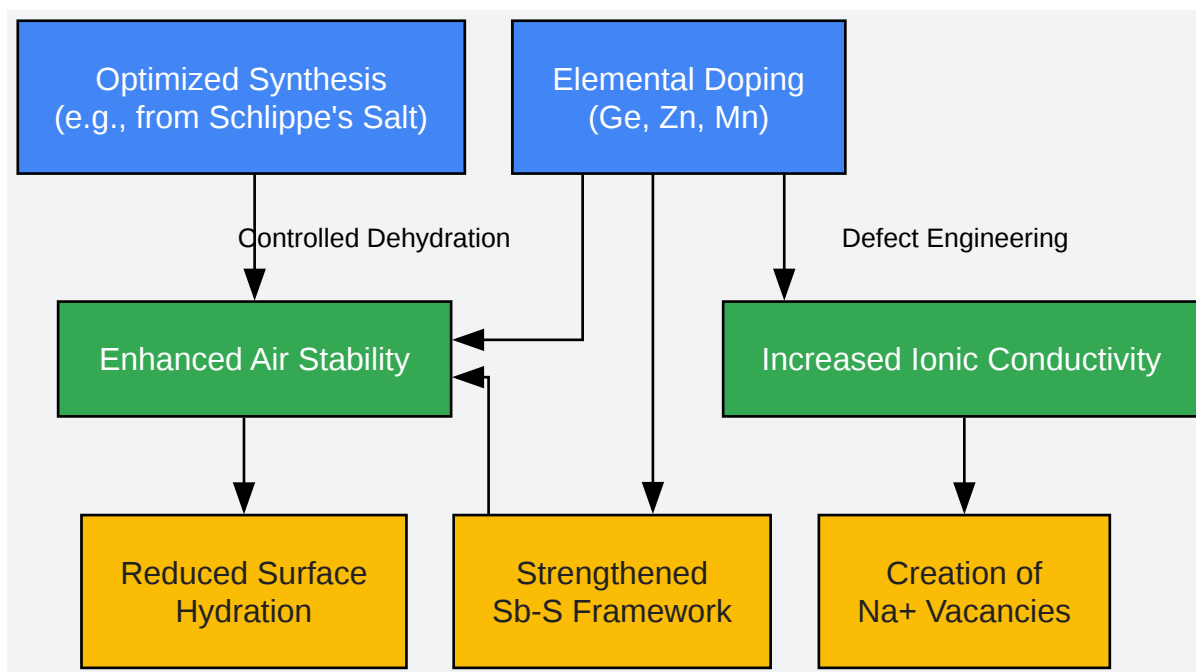 Optimized Synthesis
(e.g., from Schlippe's Salt)
Elemental Doping
(Ge, Zn, Mn)
Controlled Dehydration
Defect Engineering
Enhanced Air Stability
Increased Ionic Conductivity
Reduced Surface
Hydration
Strengthened
Sb-S Framework
Creation of
Na+ Vacancies